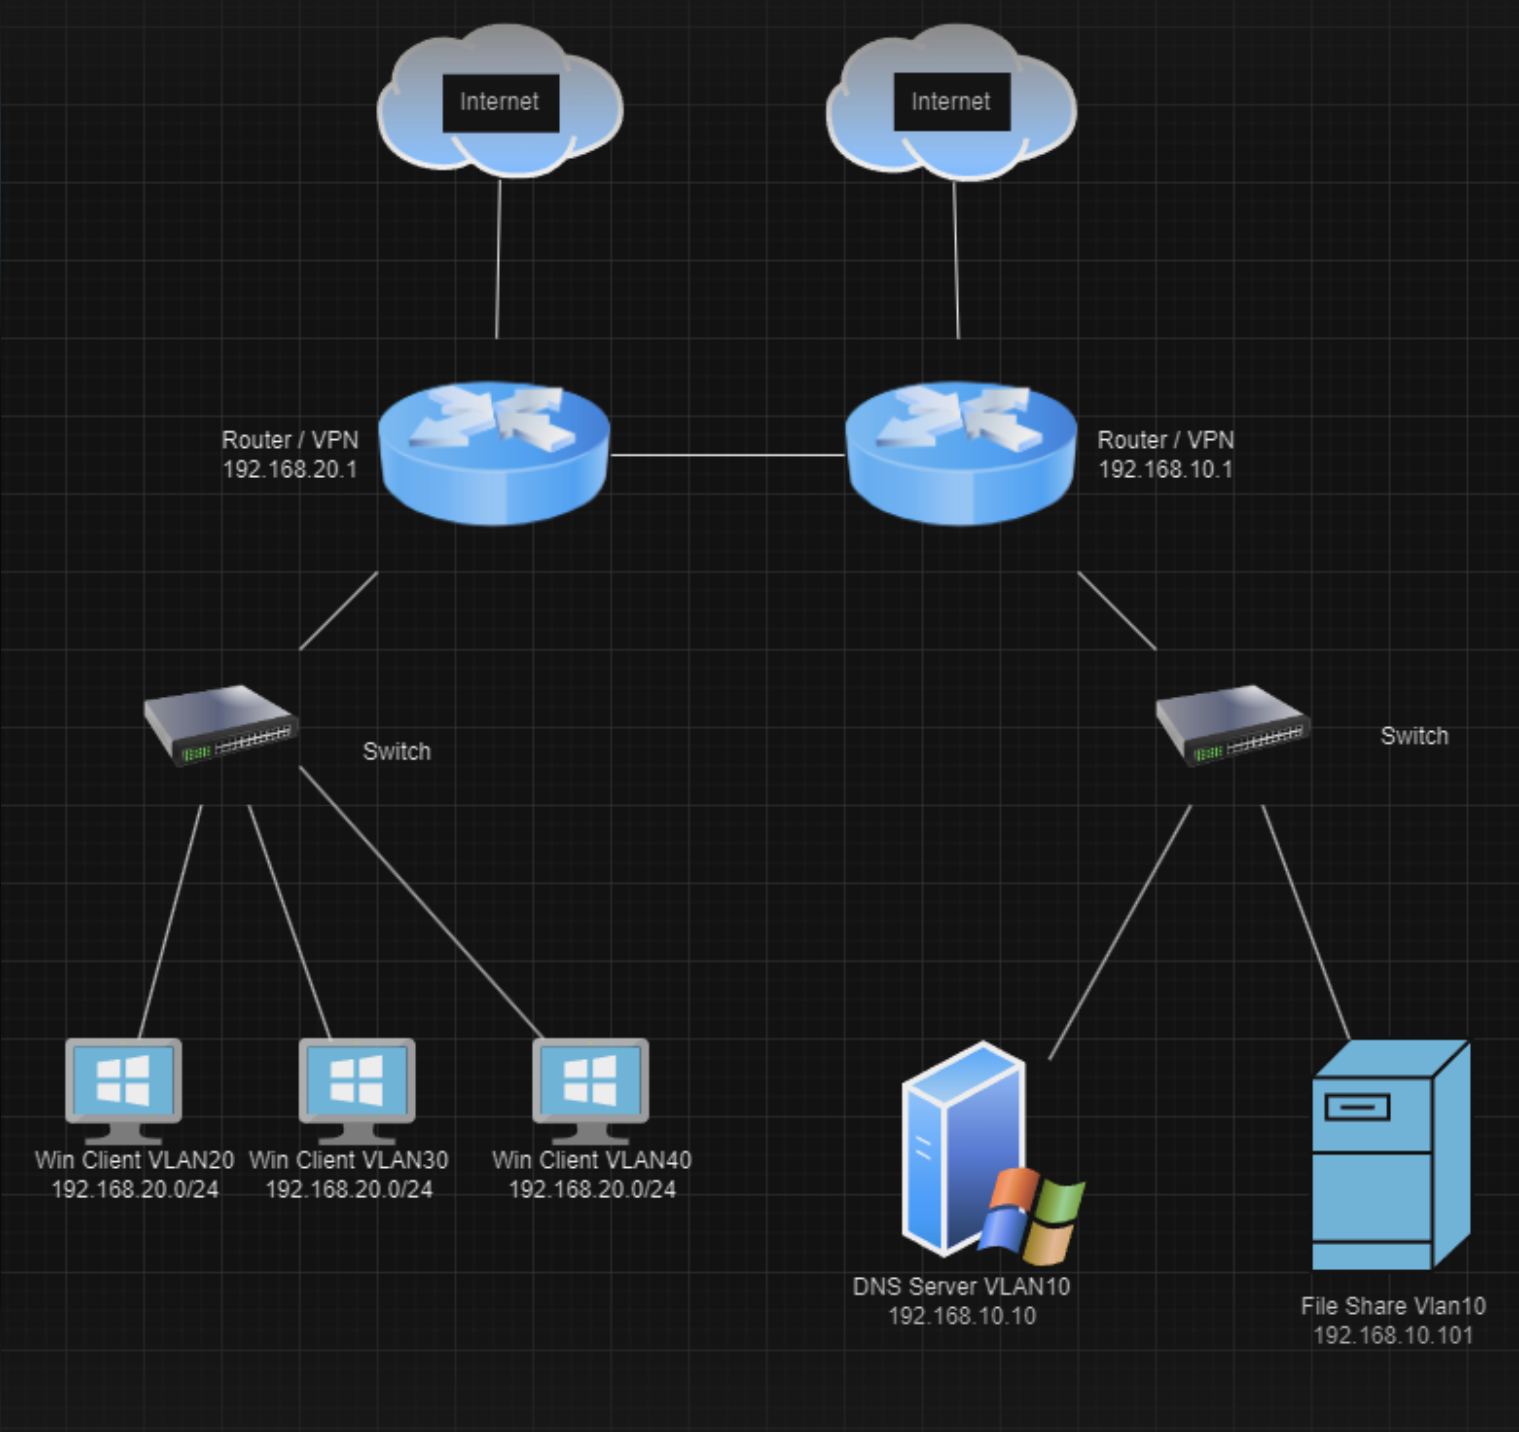 Internet
Internet
Router / VPN
192.168.20.1
Router / VPN
192.168.10.1
Switch
Switch
Win Client VLAN20
192.168.20.0/24
Win Client VLAN30
192.168.20.0/24
Win Client VLAN40
192.168.20.0/24
DNS Server VLAN10
192.168.10.10
File Share Vlan10
192.168.10.101